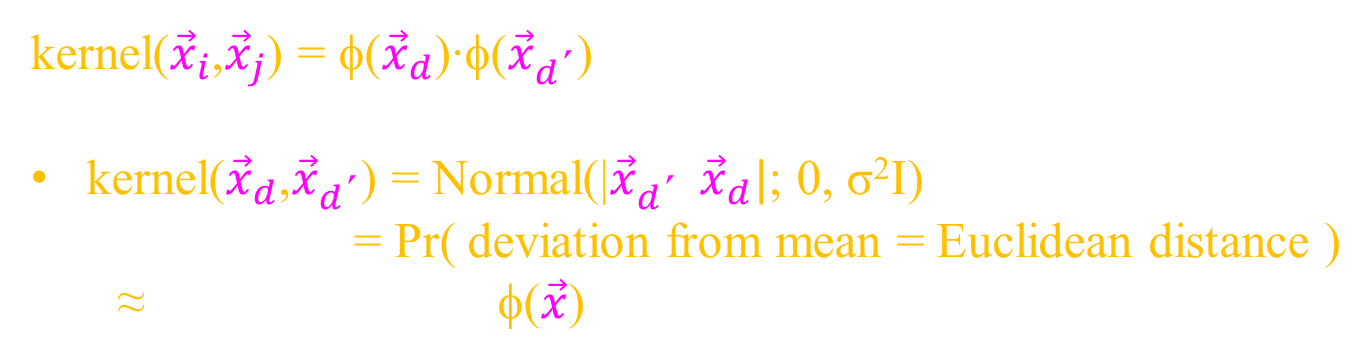 kernel(x⃗ᵢ,x⃗ⱼ) = ϕ(x⃗_d)·ϕ(x⃗_d′)
• kernel(x⃗_d,x⃗_d′) = Normal(|x⃗_d′ x⃗_d|; 0, σ²I)
= Pr( deviation from mean = Euclidean distance )
≈ ϕ(x⃗)